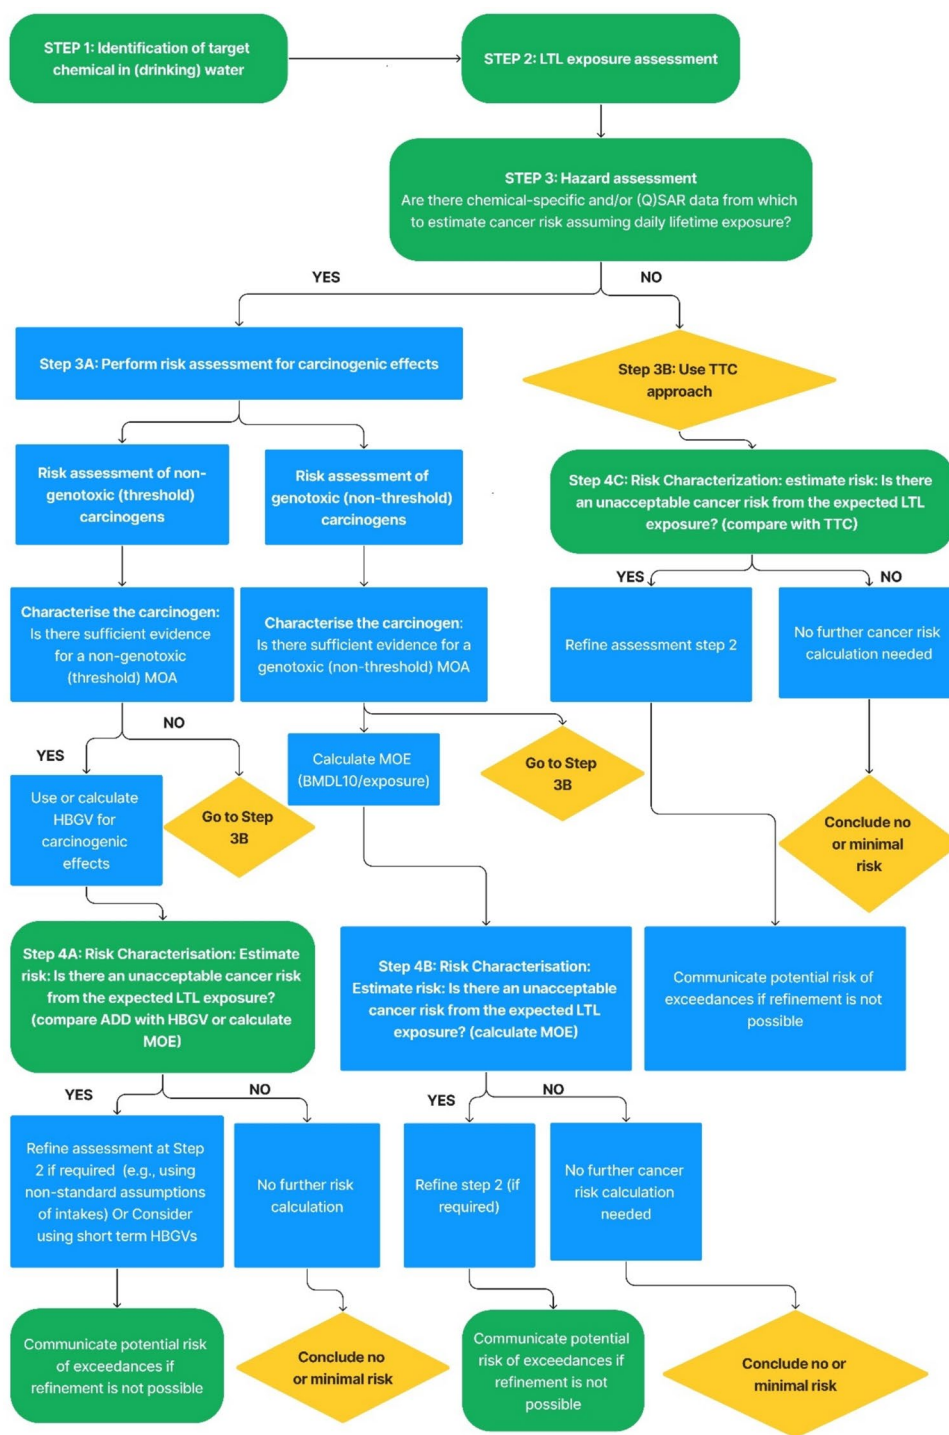 STEP 1: Identification of target
chemical in (drinking) water
STEP 2: LTL exposure assessment
STEP 3: Hazard assessment
Are there chemical-specific and/or (Q)SAR data from which
to estimate cancer risk assuming daily lifetime exposure?
YES
NO
Step 3A: Perform risk assessment for carcinogenic effects
Step 3B: Use TTC
approach
Risk assessment of non-
genotoxic (threshold)
carcinogens
Risk assessment of
genotoxic (non-threshold)
carcinogens
Step 4C: Risk Characterization: estimate risk: Is there
an unacceptable cancer risk from the expected LTL
exposure? (compare with TTC)
YES
NO
Characterise the carcinogen:
Is there sufficient evidence
for a non-genotoxic
(threshold) MOA
Characterise the carcinogen:
Is there sufficient evidence for a
genotoxic (non-threshold) MOA
Refine assessment step 2
No further cancer risk
calculation needed
YES
NO
Use or calculate
HBGV for
carcinogenic
effects
Go to Step
3B
Calculate MOE
(BMDL10/exposure)
Go to Step
3B
Conclude no
or minimal
risk
Step 4A: Risk Characterisation: Estimate
risk: Is there an unacceptable cancer risk
from the expected LTL exposure?
(compare ADD with HBGV or calculate
MOE)
Step 4B: Risk Characterisation:
Estimate risk: Is there an unacceptable
cancer risk from the expected LTL
exposure? (calculate MOE)
Communicate potential risk of
exceedances if refinement is not
possible
YES
NO
YES
NO
Refine assessment at Step
2 if required (e.g., using
non-standard assumptions
of intakes) Or Consider
using short term HBGVs
No further risk
calculation
Refine step 2 (if
required)
No further cancer
risk calculation
needed
Communicate potential risk
of exceedances if
refinement is not possible
Conclude no
or minimal risk
Communicate potential
risk of exceedances if
refinement is not
possible
Conclude no or
minimal risk